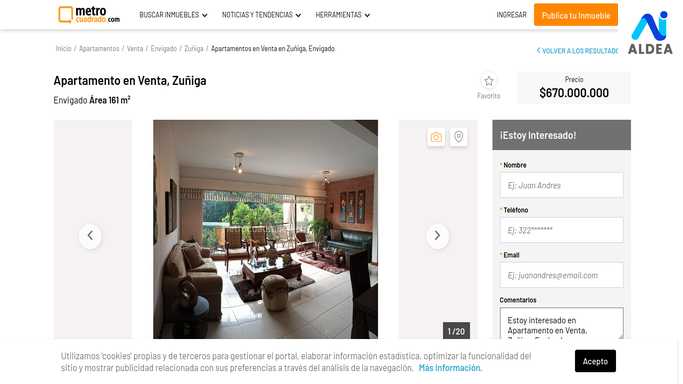 metro
cuadrado.com
BUSCAR INMUEBLES
NOTICIAS Y TENDENCIAS
HERRAMIENTAS
INGRESAR
Publica tu Inmueble
ALDEA
Inicio / Apartamentos / Venta / Envigado / Zuñiga / Apartamentos en Venta en Zuñiga, Envigado
VOLVER A LOS RESULTADO
Apartamento en Venta, Zuñiga
Envigado Área 161 m²
Favorito
Precio
$670.000.000
¡Estoy Interesado!
* Nombre
Ej: Juan Andres
* Teléfono
Ej: 322*******
* Email
Ej: juanandres@email.com
Comentarios
Estoy interesado en
Apartamento en Venta,
1 / 20
Utilizamos 'cookies' propias y de terceros para gestionar el portal, elaborar información estadística, optimizar la funcionalidad del
sitio y mostrar publicidad relacionada con sus preferencias a través del análisis de la navegación. Más información.
Acepto